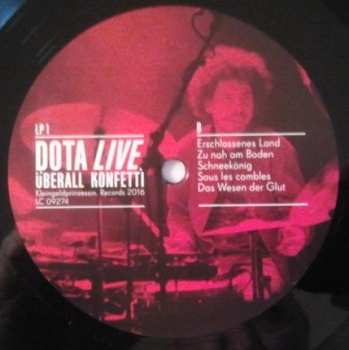 LP 1
DOTA LIVE
ÜBERALL KONFETTI
Kleingeldprinzessin Records 2016
LC 09274
B
Erschlossenes Land
Zu nah am Boden
Schneekönig
Sous les combles
Das Wesen der Glut